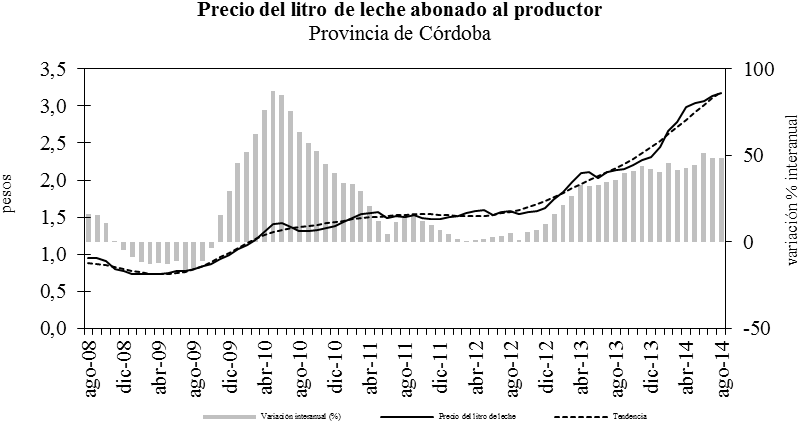 Precio del litro de leche abonado al productor
Provincia de Córdoba
3,5
3,0
2,5
2,0
1,5
1,0
0,5
0,0
pesos
100
50
0
-50
variación % interanual
ago-08
dic-08
abr-09
ago-09
dic-09
abr-10
ago-10
dic-10
abr-11
ago-11
dic-11
abr-12
ago-12
dic-12
abr-13
ago-13
dic-13
abr-14
ago-14
Variación interanual (%)
Precio del litro de leche
Tendencia